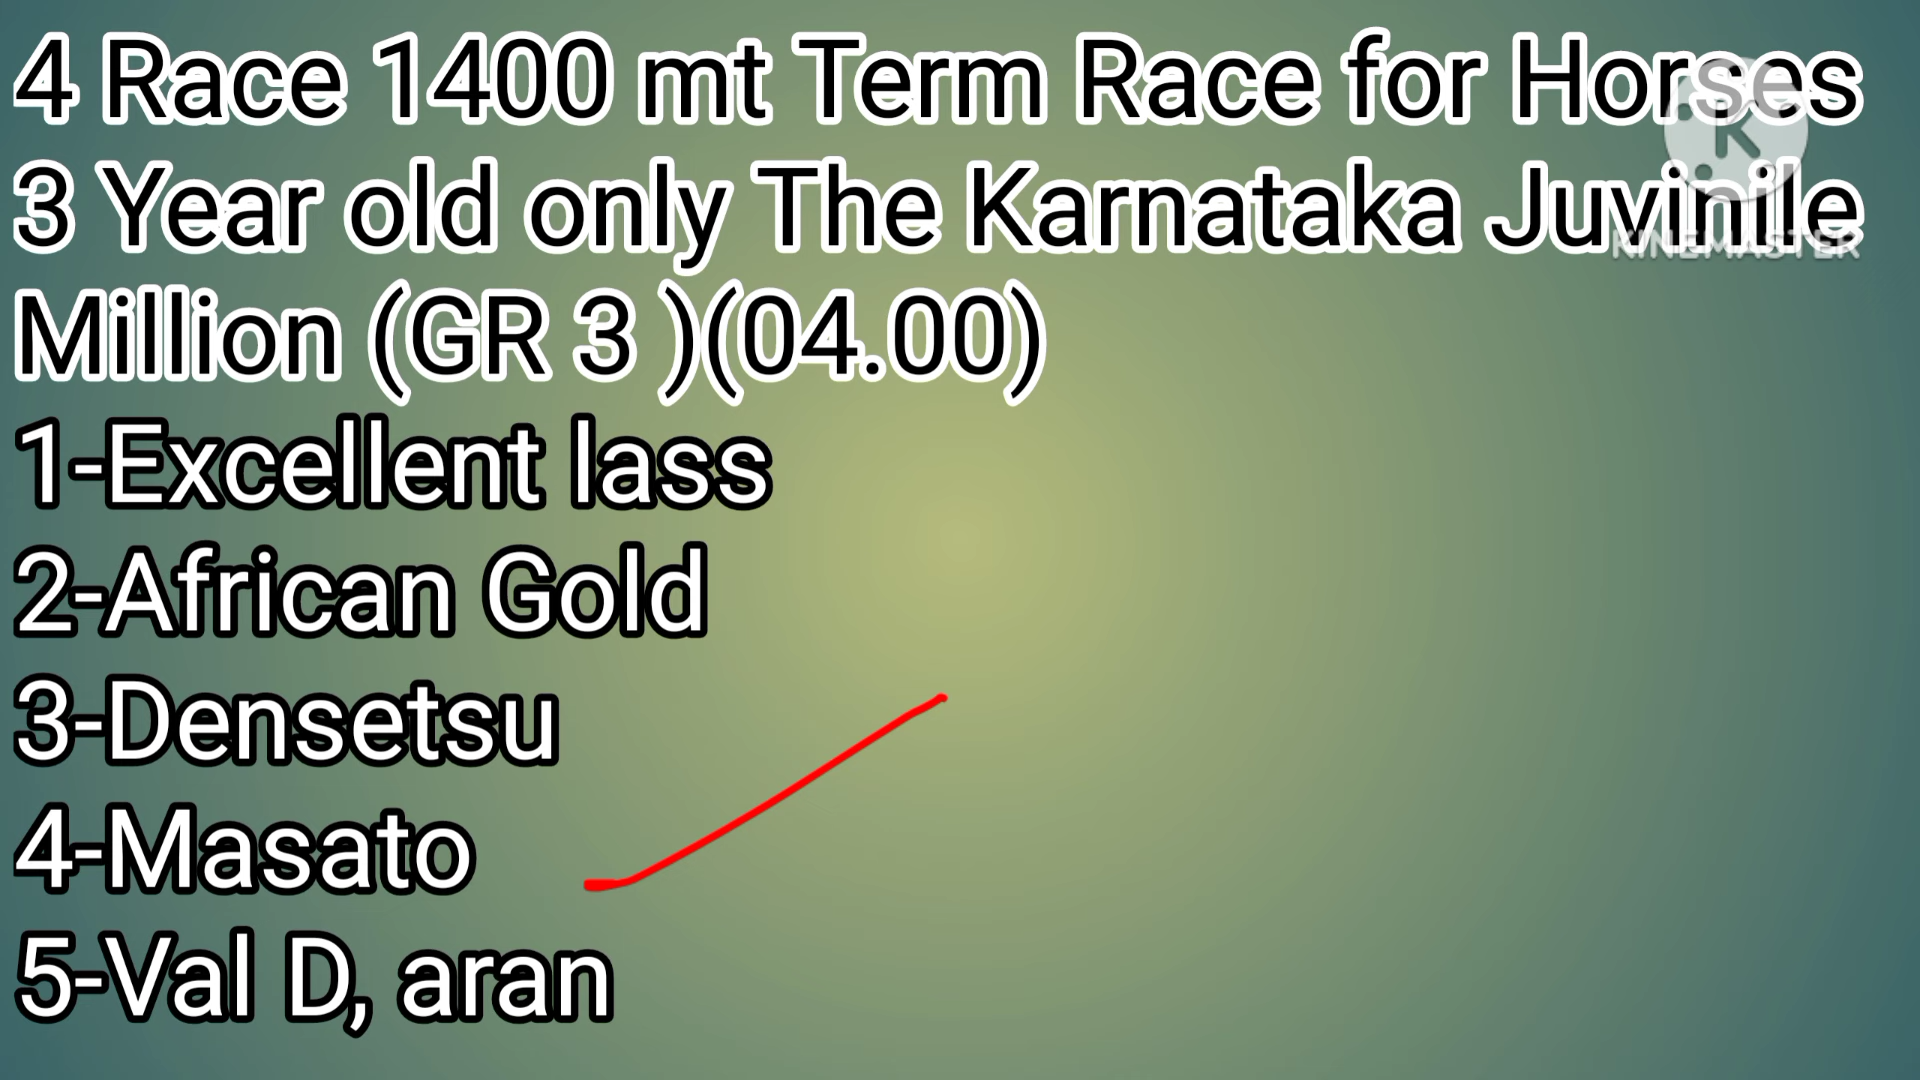 4 Race 1400 mt Term Race for Horses
3 Year old only The Karnataka Juvinile
Million (GR 3 )(04.00)
1-Excellent lass
2-African Gold
3-Densetsu
4-Masato
5-Val D, aran
K
KINEMASTER